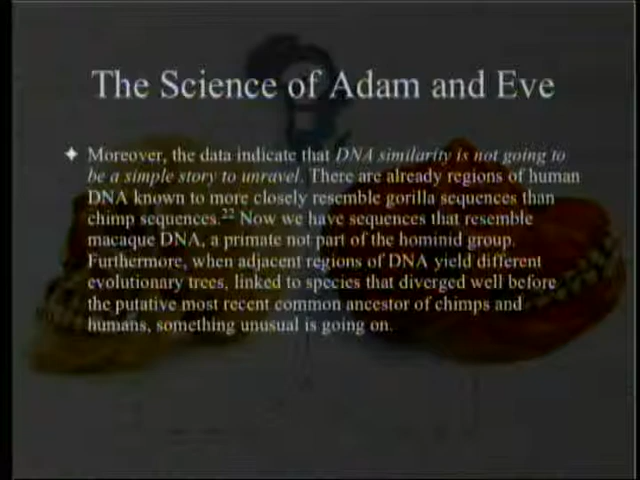 The Science of Adam and Eve
✦ Moreover, the data indicate that DNA similarity is not going to
be a simple story to unravel. There are already regions of human
DNA known to more closely resemble gorilla sequences than
chimp sequences.22 Now we have sequences that resemble
macaque DNA, a primate not part of the hominid group.
Furthermore, when adjacent regions of DNA yield different
evolutionary trees, linked to species that diverged well before
the putative most recent common ancestor of chimps and
humans, something unusual is going on.